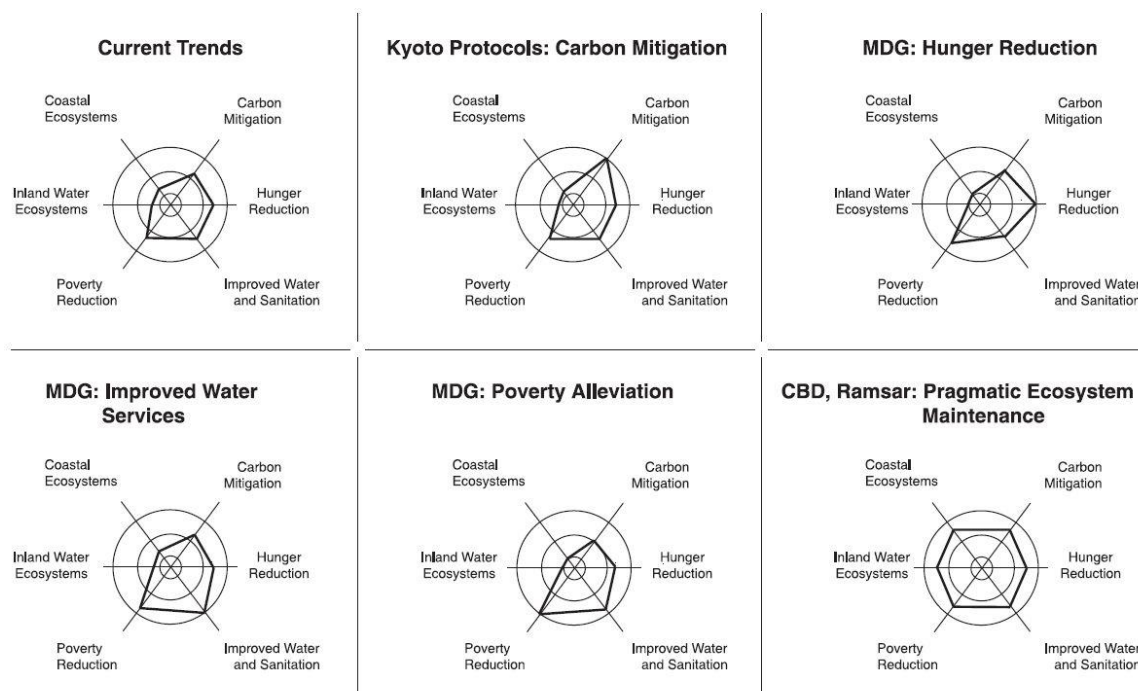 Current Trends
Coastal
Ecosystems
Carbon
Mitigation
Inland Water
Ecosystems
Hunger
Reduction
Poverty
Reduction
Improved Water
and Sanitation
Kyoto Protocols: Carbon Mitigation
Coastal
Ecosystems
Carbon
Mitigation
Inland Water
Ecosystems
Hunger
Reduction
Poverty
Reduction
Improved Water
and Sanitation
MDG: Hunger Reduction
Coastal
Ecosystems
Carbon
Mitigation
Inland Water
Ecosystems
Hunger
Reduction
Poverty
Reduction
Improved Water
and Sanitation
MDG: Improved Water
Services
Coastal
Ecosystems
Carbon
Mitigation
Inland Water
Ecosystems
Hunger
Reduction
Poverty
Reduction
Improved Water
and Sanitation
MDG: Poverty Alleviation
Coastal
Ecosystems
Carbon
Mitigation
Inland Water
Ecosystems
Hunger
Reduction
Poverty
Reduction
Improved Water
and Sanitation
CBD, Ramsar: Pragmatic Ecosystem
Maintenance
Coastal
Ecosystems
Carbon
Mitigation
Inland Water
Ecosystems
Hunger
Reduction
Poverty
Reduction
Improved Water
and Sanitation